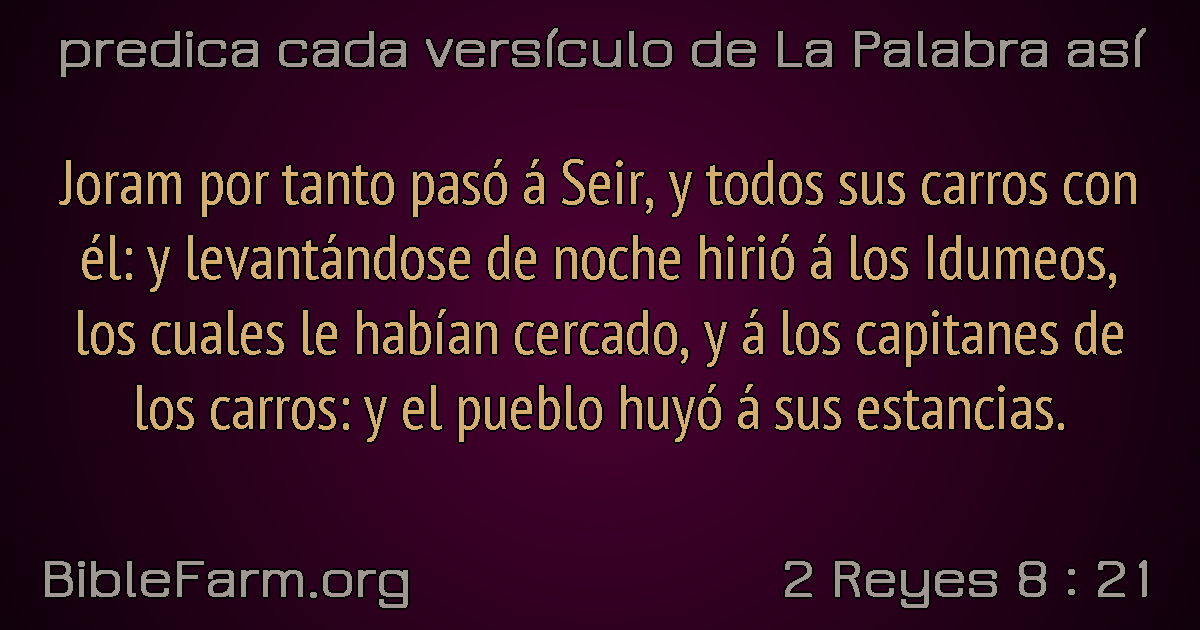 predica cada versículo de La Palabra así
Joram por tanto pasó á Seir, y todos sus carros con
él: y levantándose de noche hirió á los Idumeos,
los cuales le habían cercado, y á los capitanes de
los carros: y el pueblo huyó á sus estancias.
BibleFarm.org
2 Reyes 8 : 21